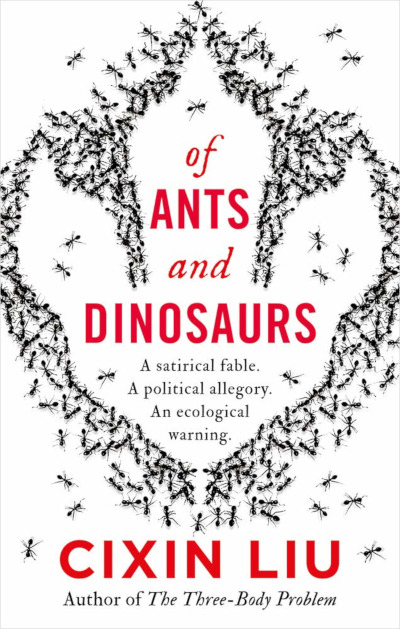 of
ANTS
and
DINOSAURS
A satirical fable.
A political allegory.
An ecological
warning.
CIXIN LIU
Author of The Three-Body Problem